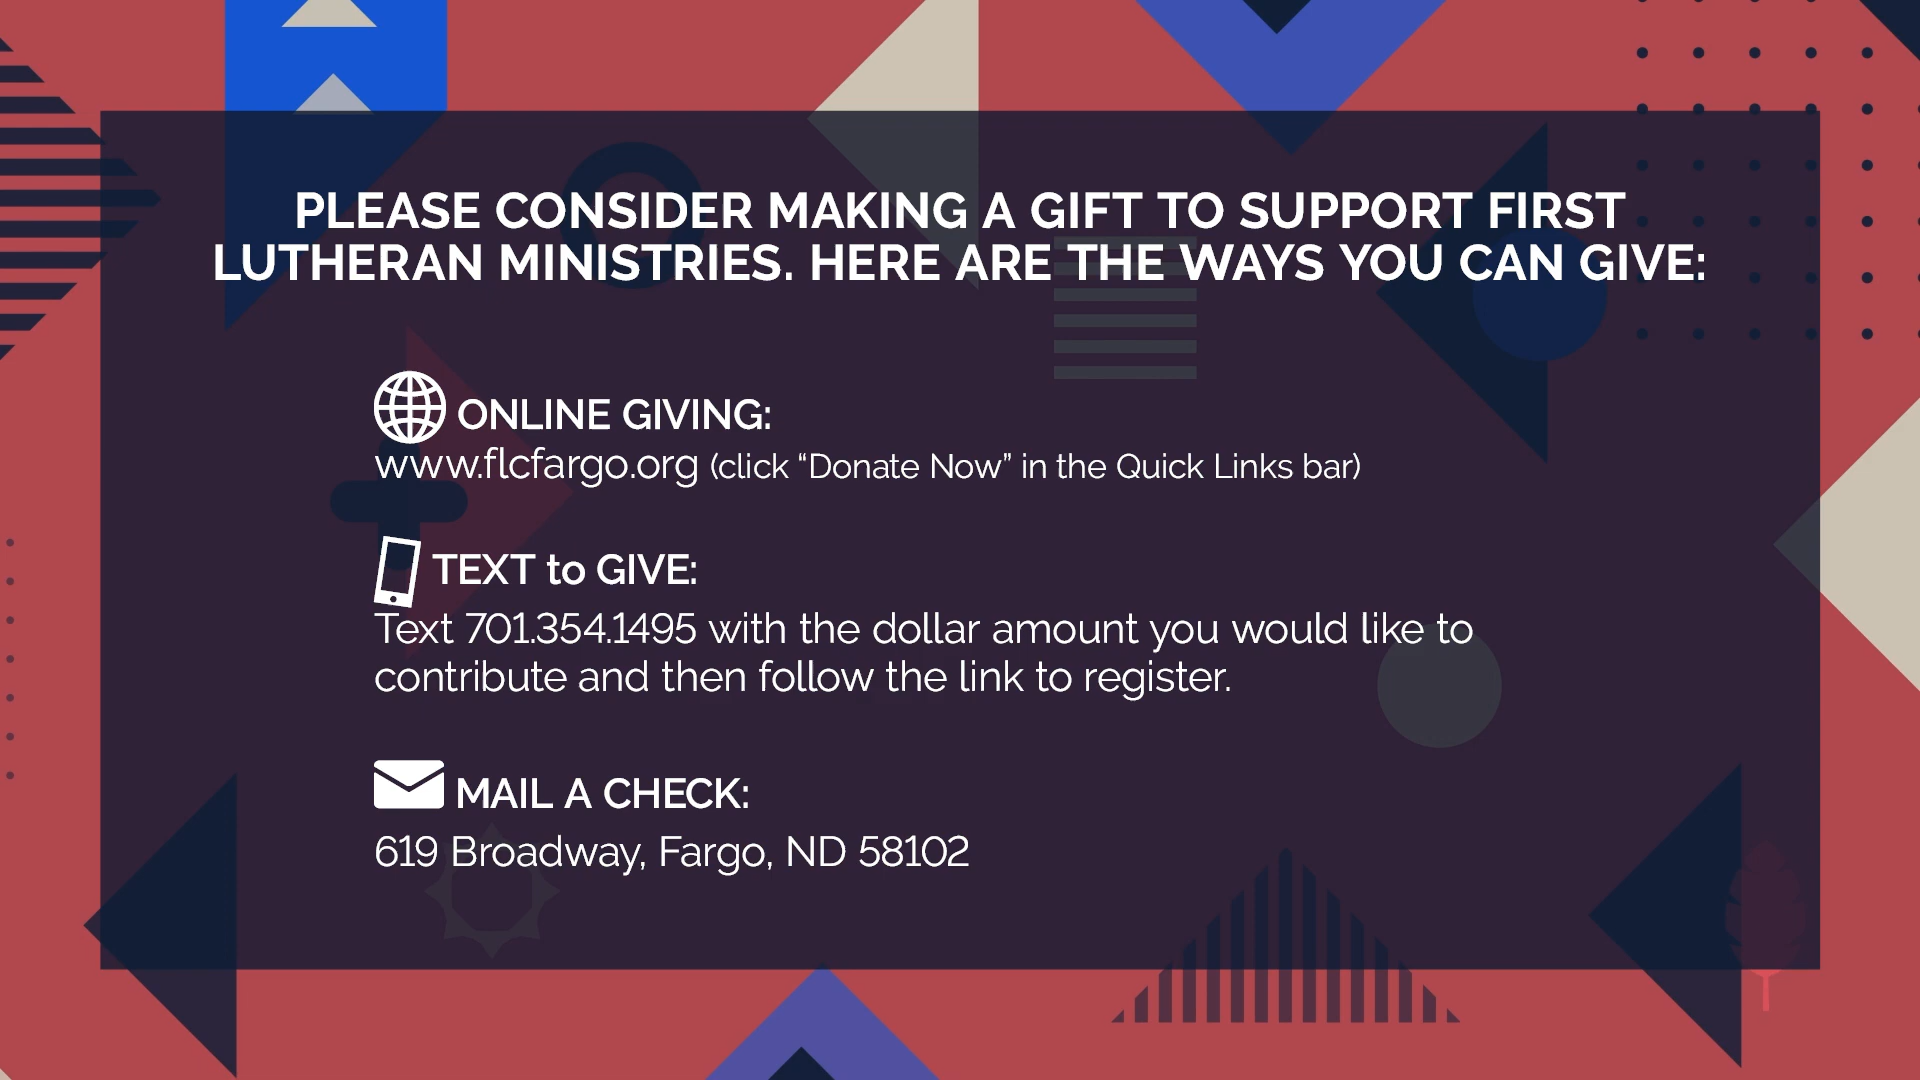 PLEASE CONSIDER MAKING A GIFT TO SUPPORT FIRST
LUTHERAN MINISTRIES. HERE ARE THE WAYS YOU CAN GIVE:
ONLINE GIVING:
www.flcfargo.org (click “Donate Now” in the Quick Links bar)
TEXT to GIVE:
Text 701.354.1495 with the dollar amount you would like to
contribute and then follow the link to register.
MAIL A CHECK:
619 Broadway, Fargo, ND 58102